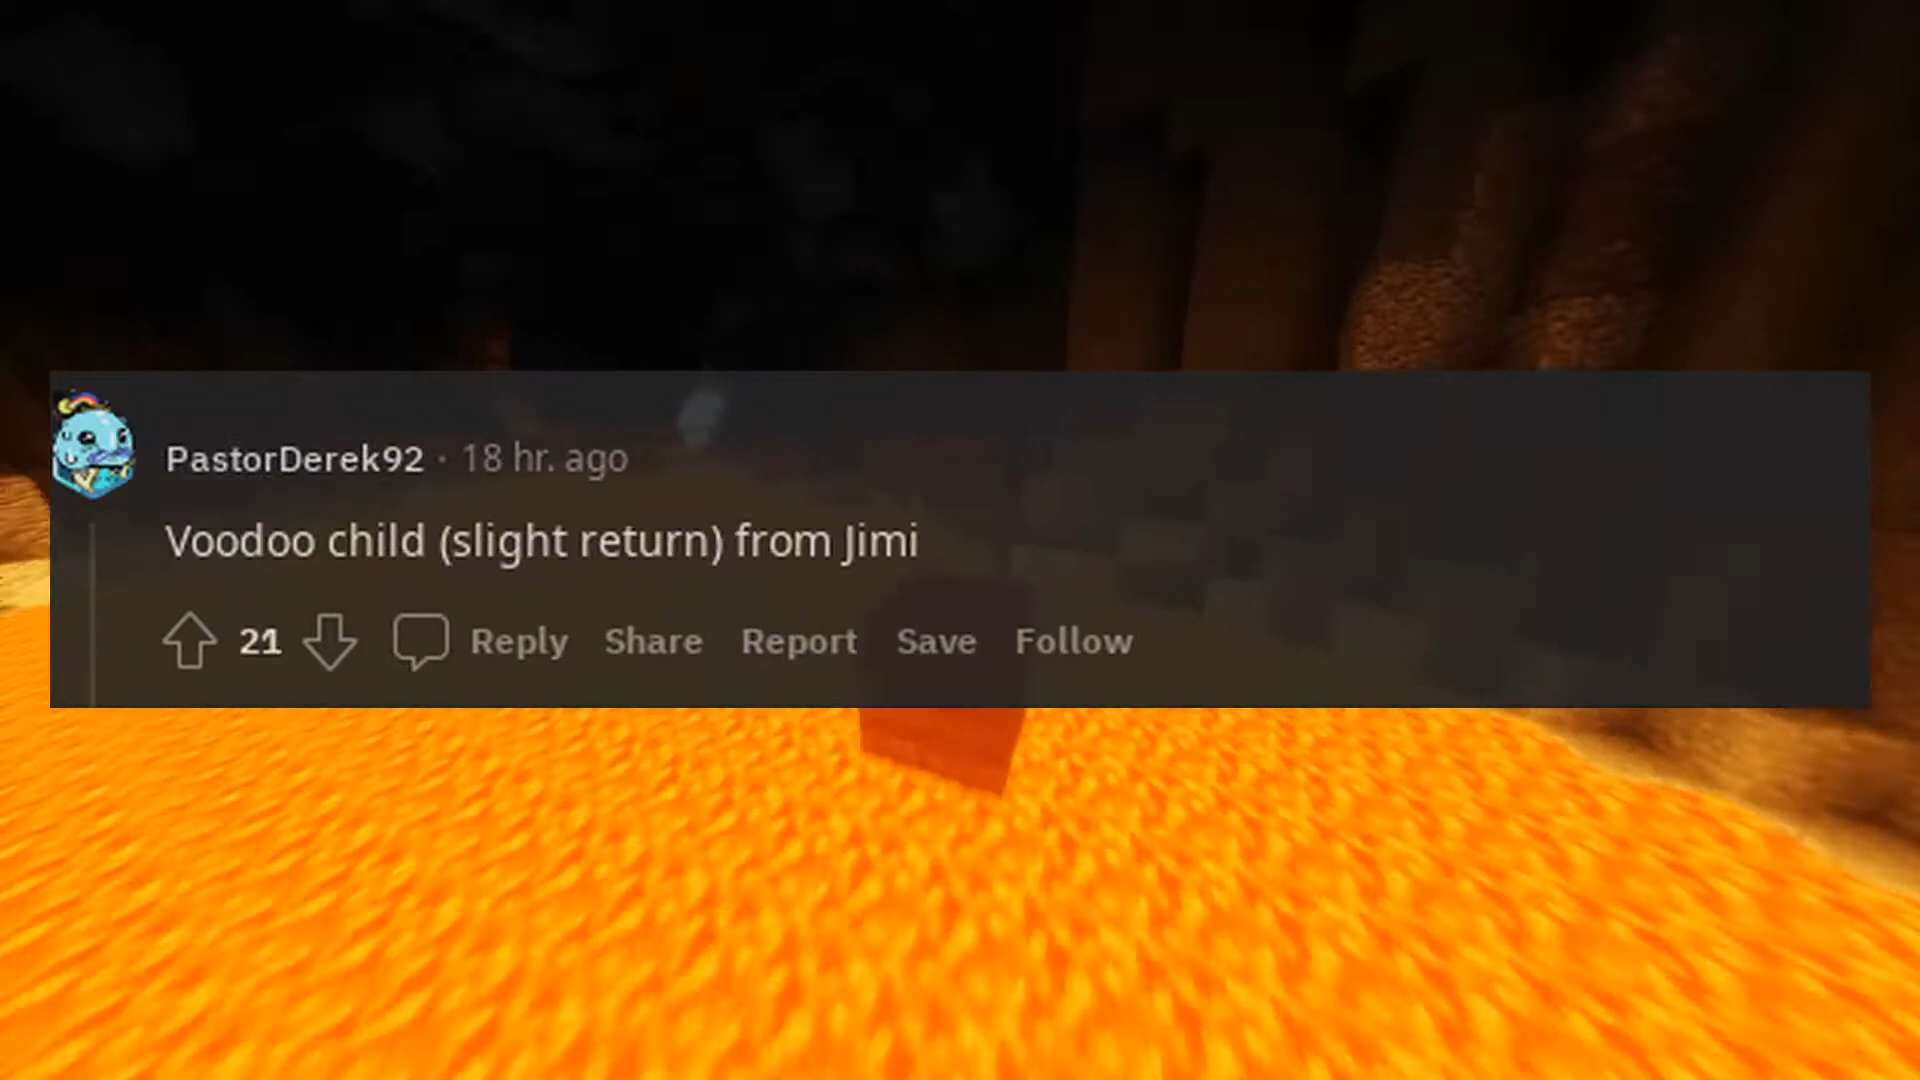 PastorDerek92 · 18 hr. ago
Voodoo child (slight return) from Jimi
21 Reply Share Report Save Follow